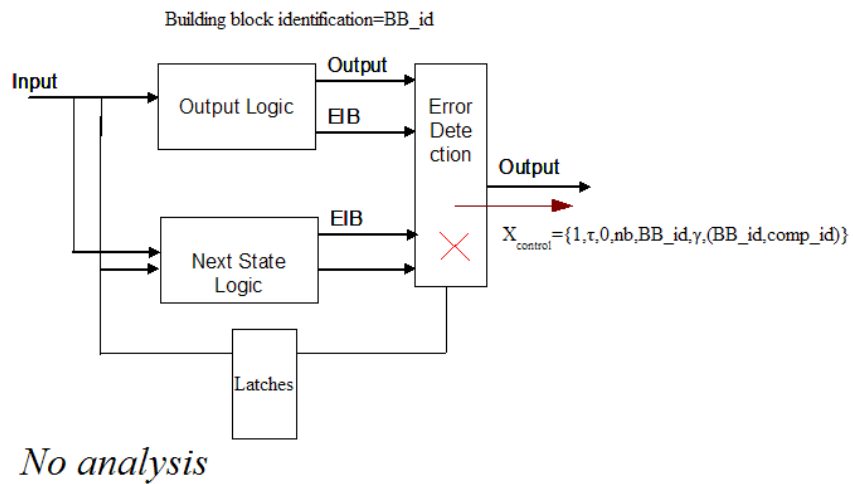 Building block identification=BB_id
Input
Output Logic
Output
EIB
Error
Dete
ction
Output
EIB
Next State
Logic
X_control={1,τ,0,nb,BB_id,γ,(BB_id,comp_id)}
Latches
No analysis